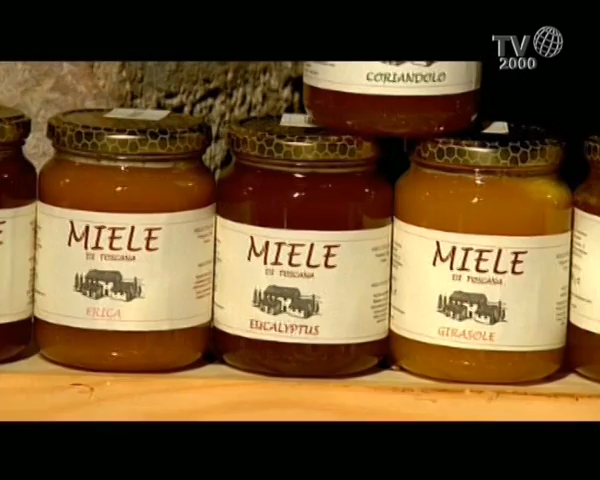 TV
2000
CORIANDOLO
MIELE
DI TOSCANA
ERICA
MIELE
DI TOSCANA
EUCALYPTUS
MIELE
DI TOSCANA
GIRASOLE